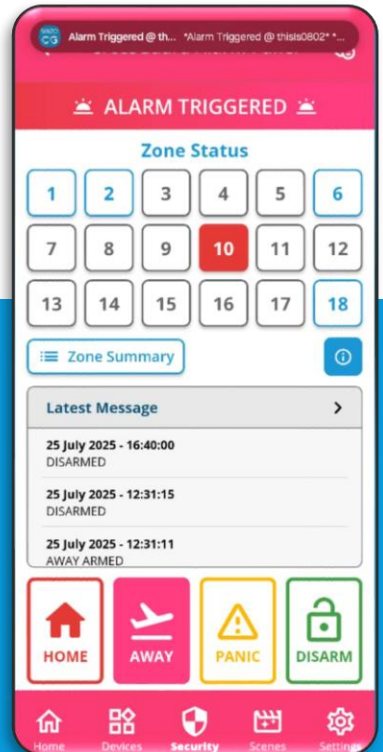 Alarm Triggered @ th... *Alarm Triggered @ thisIs0802* *...
ALARM TRIGGERED
Zone Status
1 2 3 4 5 6
7 8 9 10 11 12
13 14 15 16 17 18
Zone Summary
Latest Message
25 July 2025 - 16:40:00
DISARMED
25 July 2025 - 12:31:15
DISARMED
25 July 2025 - 12:31:11
AWAY ARMED
HOME AWAY PANIC DISARM
Home Devices Security Scenes Settings